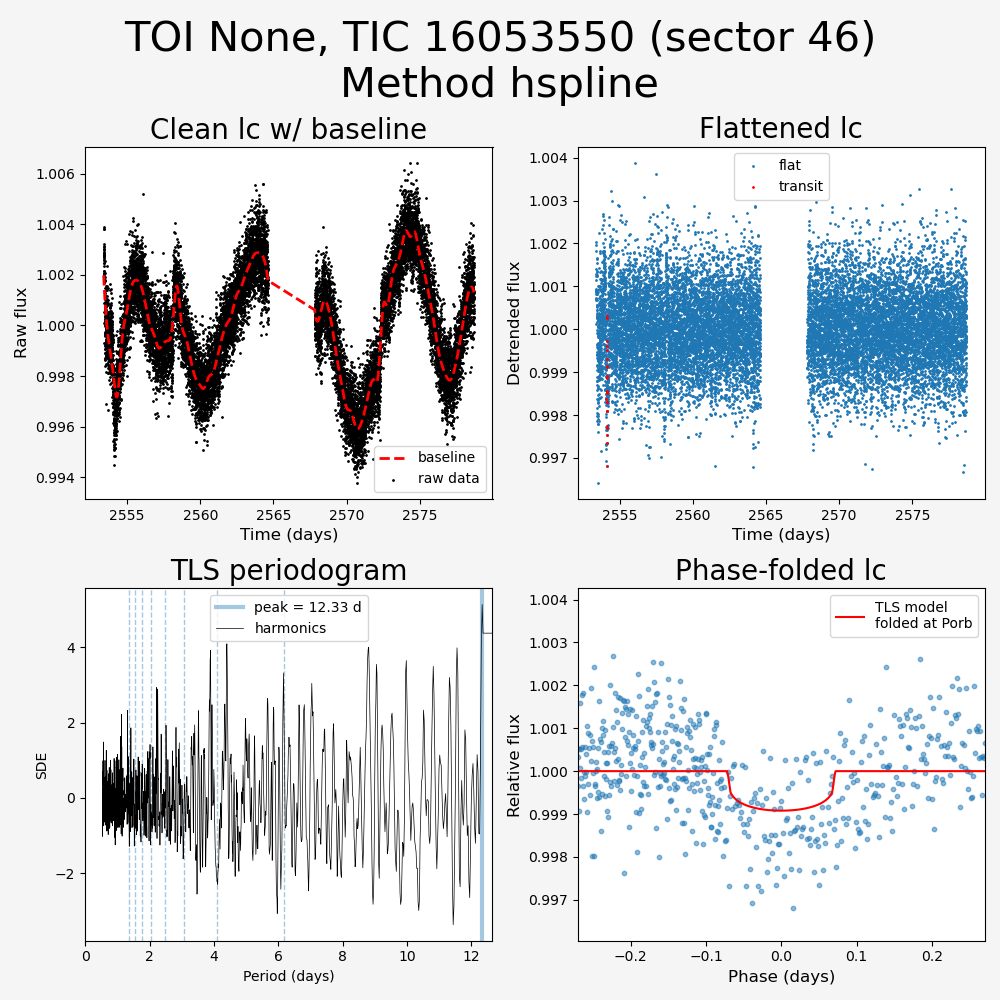 TOI None, TIC 16053550 (sector 46)
Method hspline
Clean lc w/ baseline
Raw flux
1.006
1.004
1.002
1.000
0.998
0.996
0.994
baseline
raw data
2555
2560
2565
2570
2575
Time (days)
Flattened lc
Detrended flux
1.004
1.003
1.002
1.001
1.000
0.999
0.998
0.997
flat
transit
2555
2560
2565
2570
2575
Time (days)
TLS periodogram
SDE
4
2
0
−2
peak = 12.33 d
harmonics
0
2
4
6
8
10
12
Period (days)
Phase-folded lc
Relative flux
1.004
1.003
1.002
1.001
1.000
0.999
0.998
0.997
TLS model
folded at Porb
−0.2
−0.1
0.0
0.1
0.2
Phase (days)